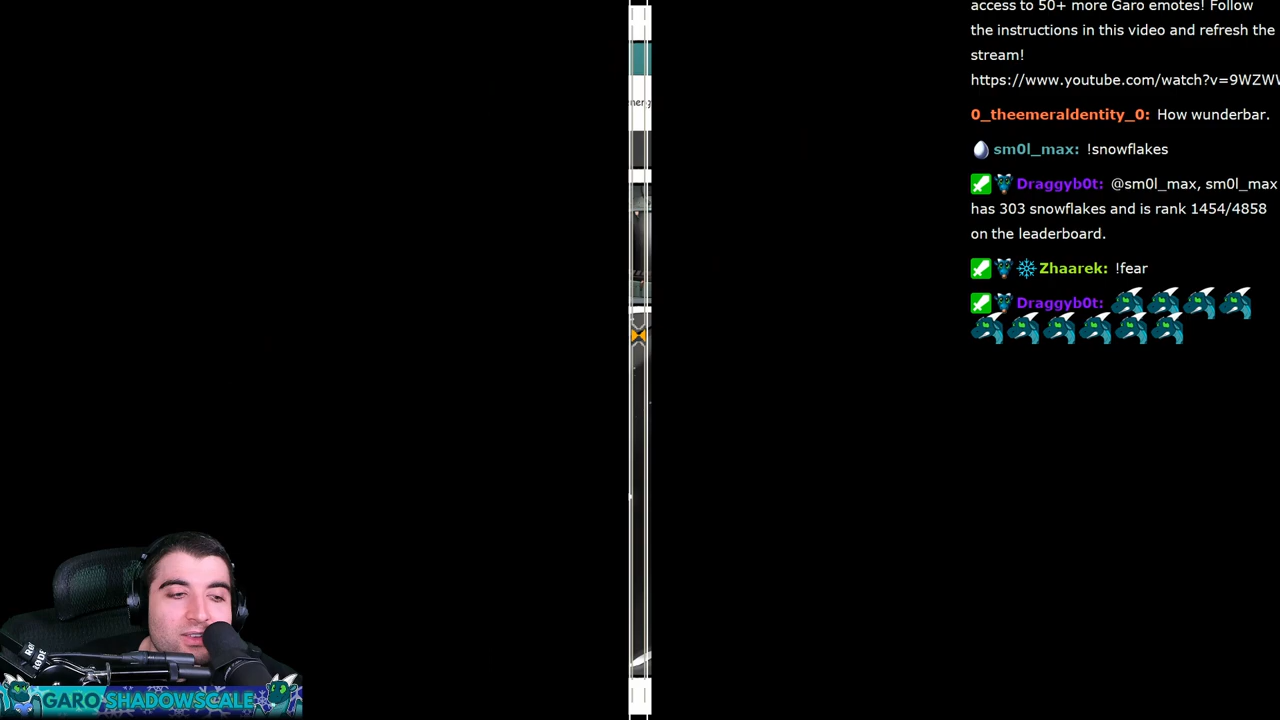 access to 50+ more Garo emotes! Follow
the instructions in this video and refresh the
stream!
https://www.youtube.com/watch?v=9WZW
0_theemeraldentity_0: How wunderbar.
sm0l_max: !snowflakes
Draggyb0t: @sm0l_max, sm0l_max
has 303 snowflakes and is rank 1454/4858
on the leaderboard.
Zhaarek: !fear
Draggyb0t:
GARO SHADOWSCALE